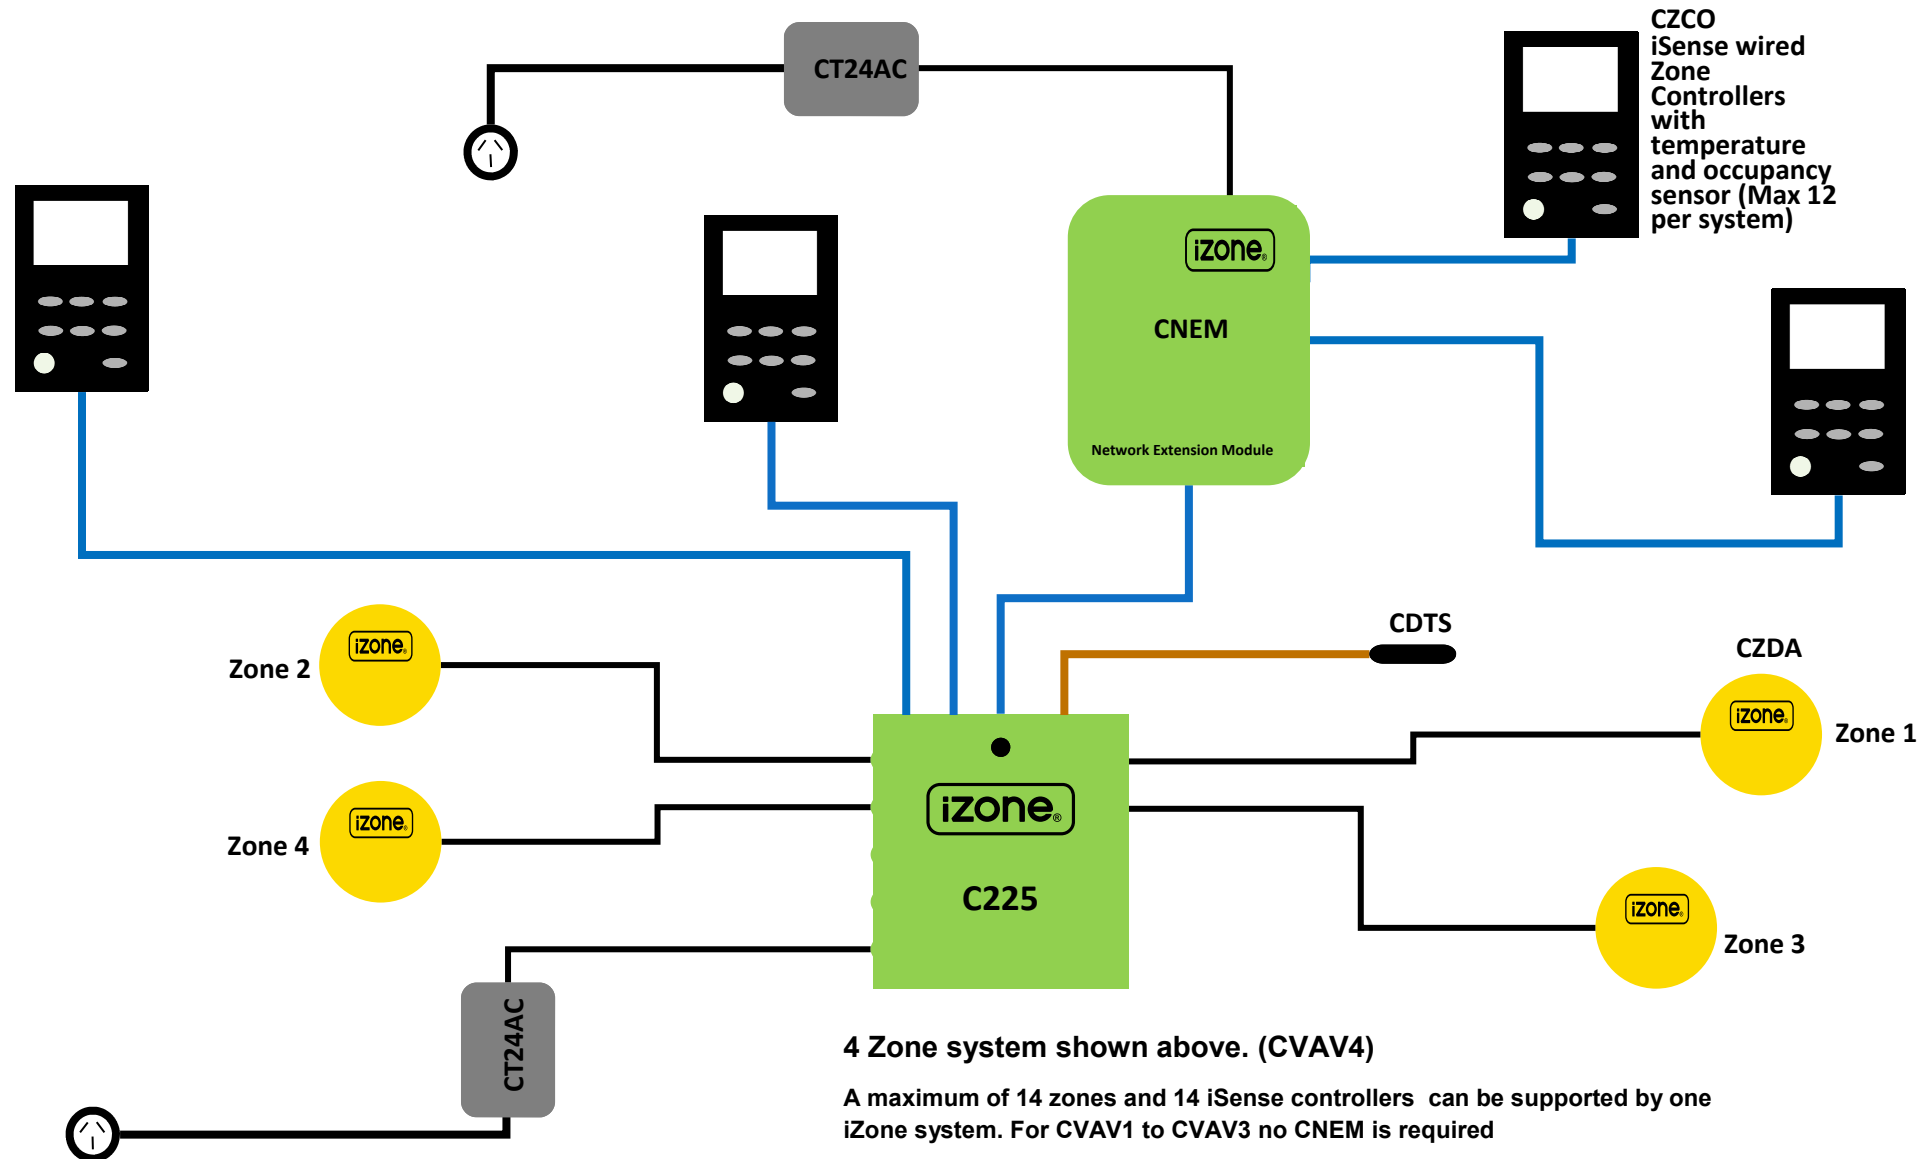 CZCO
iSense wired
Zone
Controllers
with
temperature
and occupancy
sensor (Max 12
per system)
CT24AC
izone®
CNEM
Network Extension Module
CDTS
CZDA
izone®
Zone 2
izone®
Zone 1
izone®
Zone 4
izone®
C225
izone®
Zone 3
CT24AC
4 Zone system shown above. (CVAV4)
A maximum of 14 zones and 14 iSense controllers can be supported by one
iZone system. For CVAV1 to CVAV3 no CNEM is required